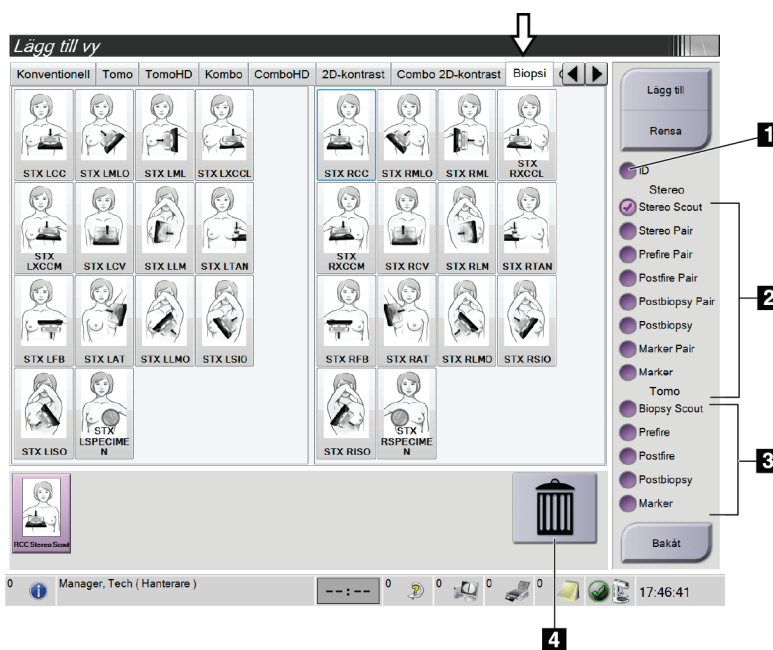 Lägg till vy
Konventionell Tomo TomoHD Kombo ComboHD 2D-kontrast Combo 2D-kontrast Biopsi
STX LCC STX LMLO STX LML STX LXCCL
STX RCC STX RMLO STX RML STX RXCCL
STX LXCCM STX LCV STX LLM STX LTAN
STX RXCCM STX RCV STX RLM STX RTAN
STX LFB STX LAT STX LLMO STX LSIO
STX RFB STX RAT STX RLMO STX RSIO
STX LISO STX LSPECIMEN
STX RISO STX RSPECIMEN
Lägg till
Rensa
ID
Stereo
Stereo Scout
Stereo Pair
Prefire Pair
Postfire Pair
Postbiopsy Pair
Postbiopsy
Marker Pair
Marker
Tomo
Biopsy Scout
Prefire
Postfire
Postbiopsy
Marker
Bakåt
1
2
3
4
RCC Stereo Scout
0 Manager, Tech ( Hanterare ) --:-- 0 0 0 0 17:46:41